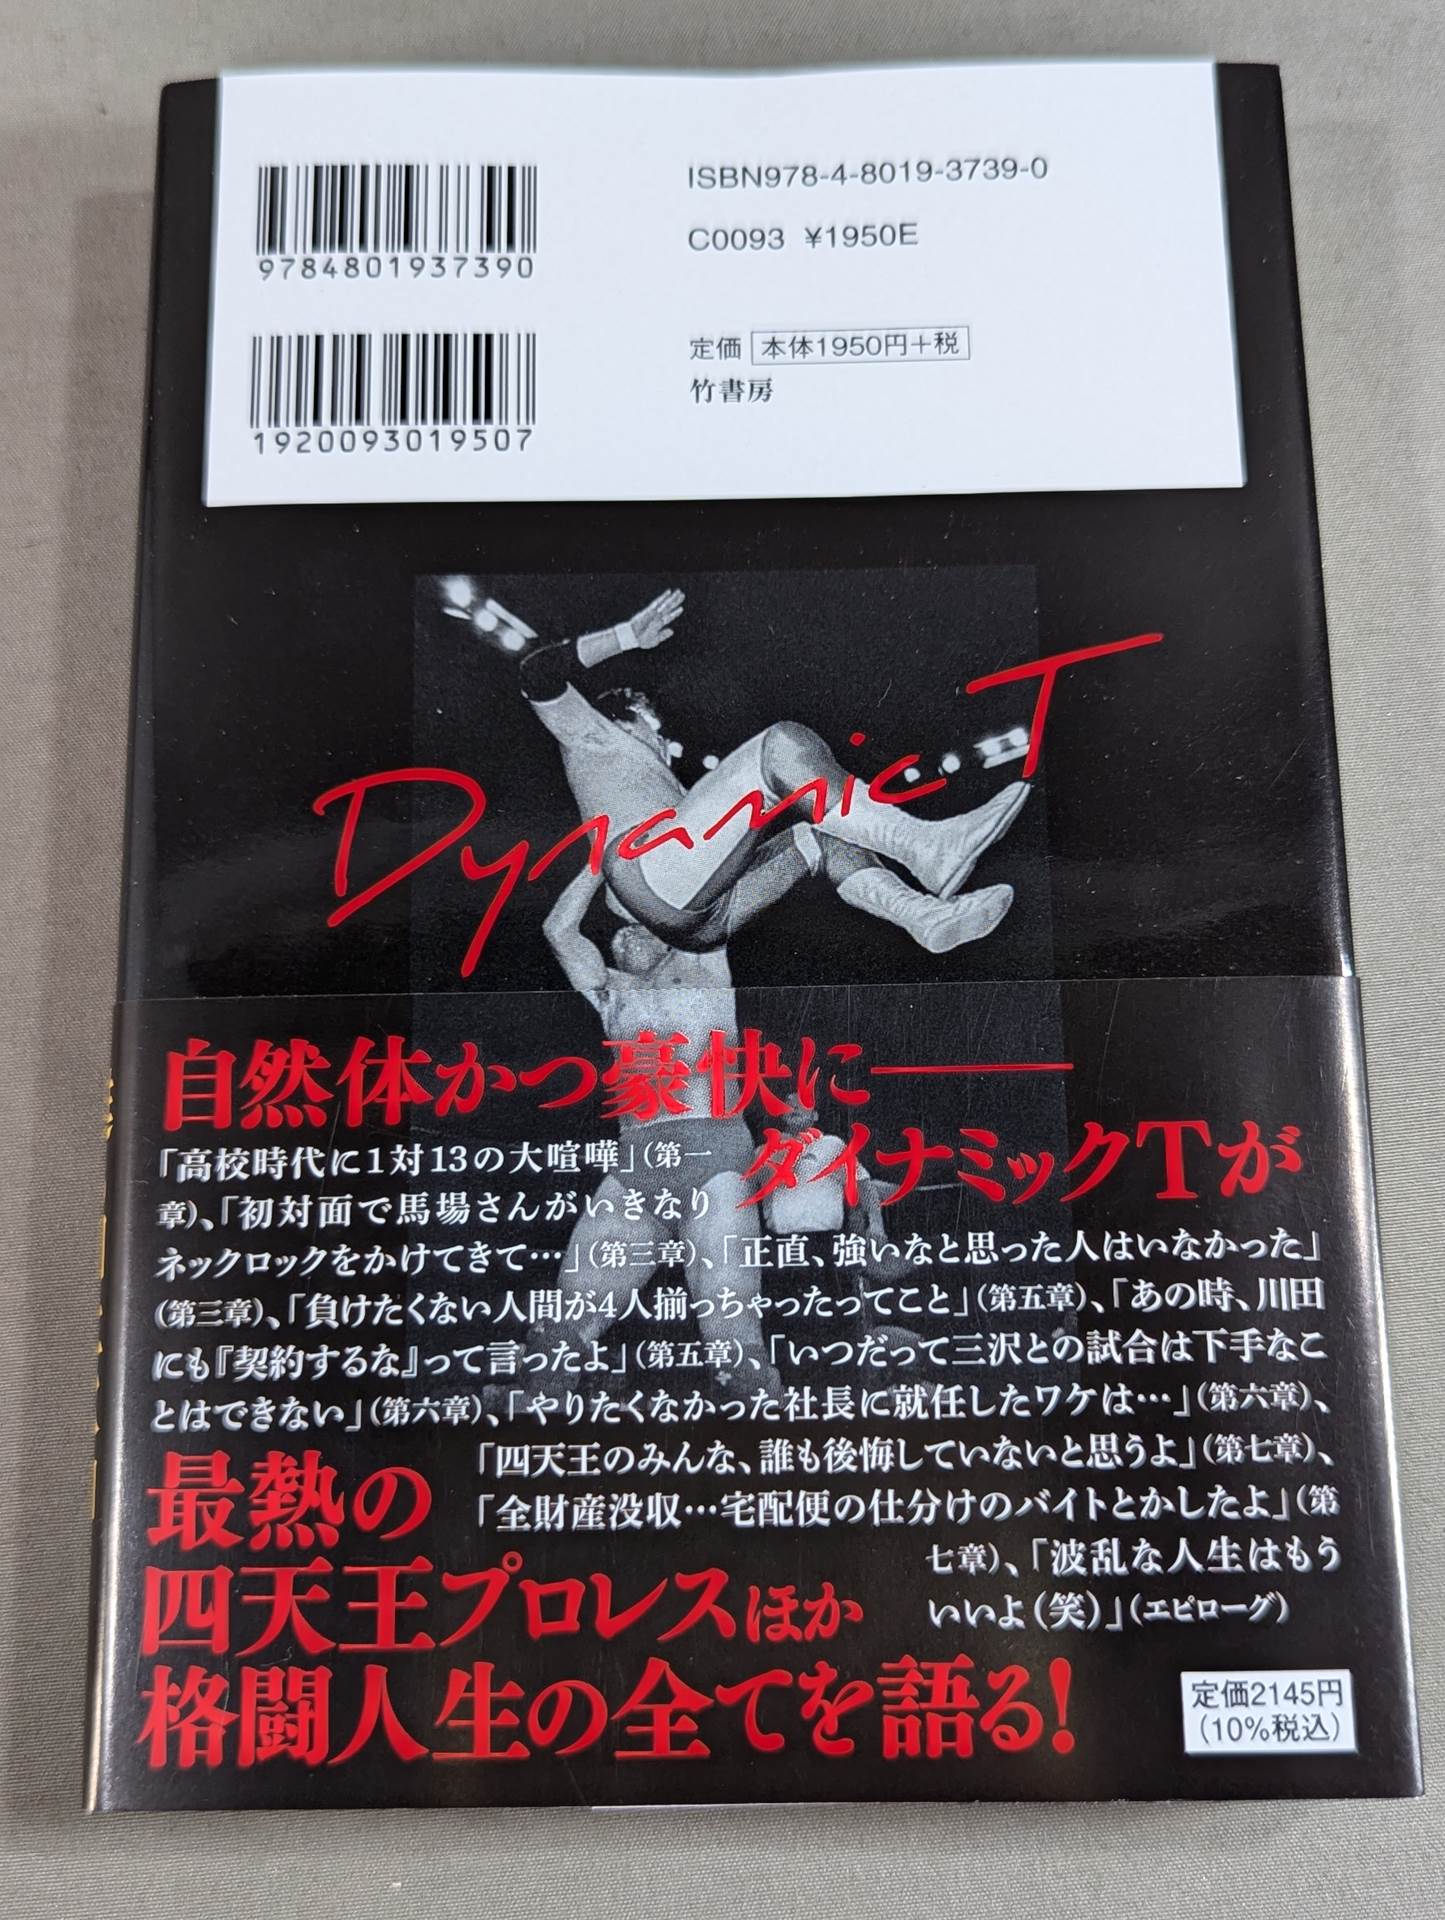 ISBN978-4-8019-3739-0
C0093 ¥1950E
9784801937390
定価 本体1950円+税
竹書房
1920093019507
Dynamic T
自然体かつ豪快に――
ダイナミックTが
「高校時代に1対13の大喧嘩」(第一
章)、「初対面で馬場さんがいきなり
ネックロックをかけてきて…」(第三章)、「正直、強いなと思った人はいなかった」
(第三章)、「負けたくない人間が4人揃っちゃったってこと」(第五章)、「あの時、川田
にも『契約するな』って言ったよ」(第五章)、「いつだって三沢との試合は下手なこ
とはできない」(第六章)、「やりたくなかった社長に就任したワケは…」(第六章)、
「四天王のみんな、誰も後悔していないと思うよ」(第七章)、
「全財産没収…宅配便の仕分けのバイトとかしたよ」(第
七章)、「波乱な人生はもう
いいよ(笑)」(エピローグ)
最熱の
四天王プロレスほか
格闘人生の全てを語る!
定価2145円
(10%税込)